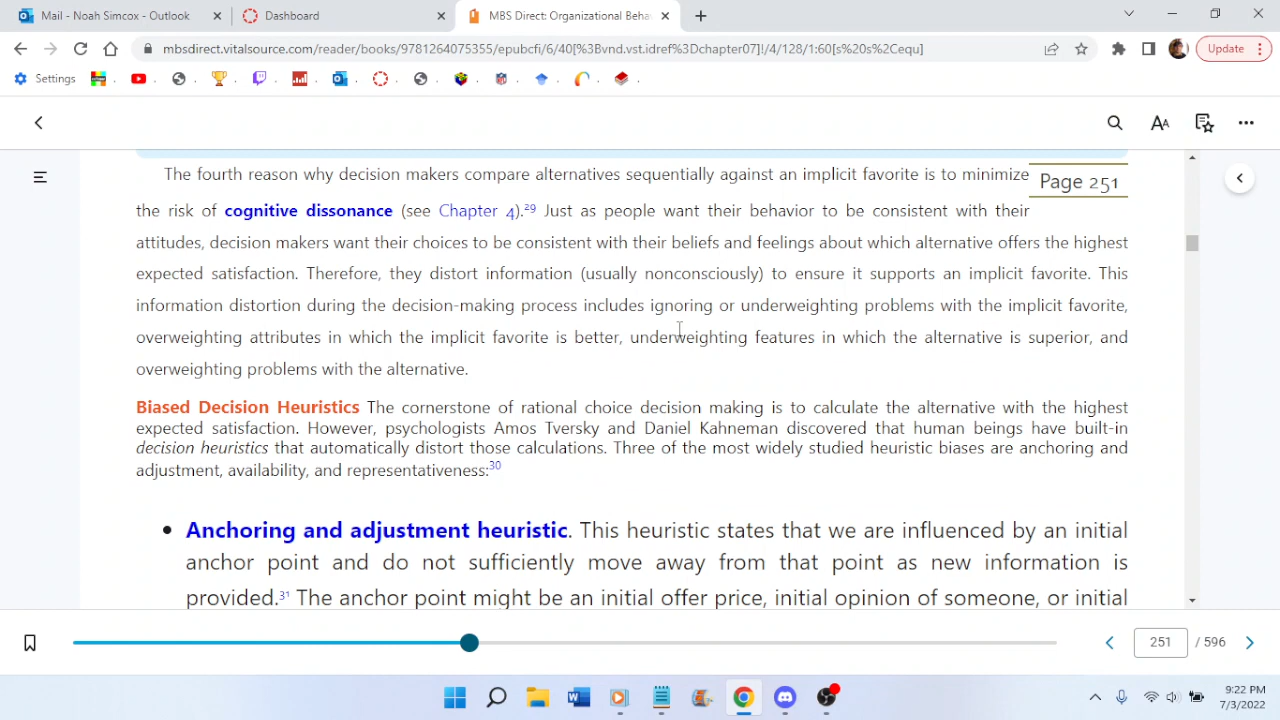 Mail - Noah Simcox - Outlook
Dashboard
MBS Direct: Organizational Beha
mbsdirect.vitalsource.com/reader/books/9781264075355/epubcfi/6/40[%3Bvnd.vst.idref%3Dchapter07]!/4/128/1:60[s%20s%2Cequ]
Update
Settings
The fourth reason why decision makers compare alternatives sequentially against an implicit favorite is to minimize
Page 251
the risk of cognitive dissonance (see Chapter 4).29 Just as people want their behavior to be consistent with their
attitudes, decision makers want their choices to be consistent with their beliefs and feelings about which alternative offers the highest
expected satisfaction. Therefore, they distort information (usually nonconsciously) to ensure it supports an implicit favorite. This
information distortion during the decision-making process includes ignoring or underweighting problems with the implicit favorite,
overweighting attributes in which the implicit favorite is better, underweighting features in which the alternative is superior, and
overweighting problems with the alternative.
Biased Decision Heuristics The cornerstone of rational choice decision making is to calculate the alternative with the highest
expected satisfaction. However, psychologists Amos Tversky and Daniel Kahneman discovered that human beings have built-in
decision heuristics that automatically distort those calculations. Three of the most widely studied heuristic biases are anchoring and
adjustment, availability, and representativeness:30
• Anchoring and adjustment heuristic. This heuristic states that we are influenced by an initial
anchor point and do not sufficiently move away from that point as new information is
provided.31 The anchor point might be an initial offer price, initial opinion of someone, or initial
251 / 596
9:22 PM
7/3/2022